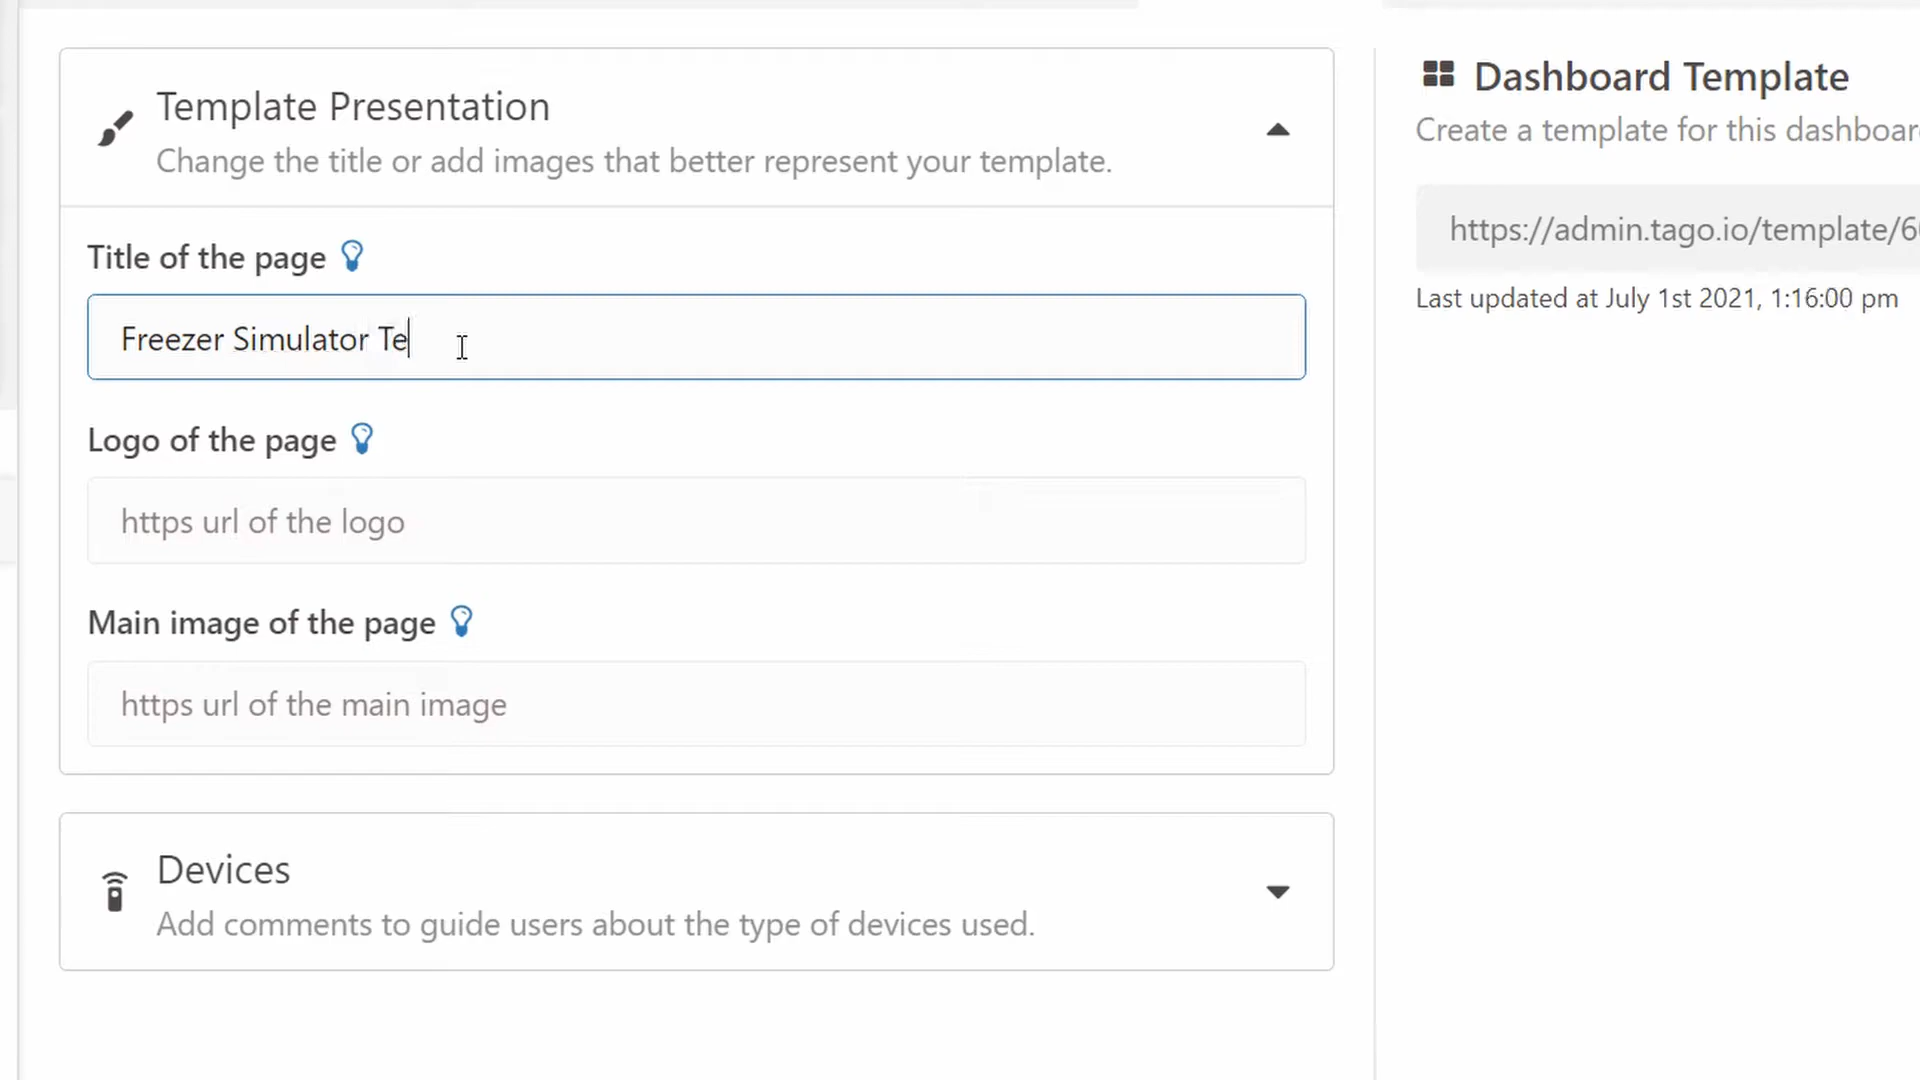 Template Presentation
Change the title or add images that better represent your template.
Title of the page
Freezer Simulator Te
Logo of the page
https url of the logo
Main image of the page
https url of the main image
Devices
Add comments to guide users about the type of devices used.
Dashboard Template
Create a template for this dashboar
https://admin.tago.io/template/6
Last updated at July 1st 2021, 1:16:00 pm